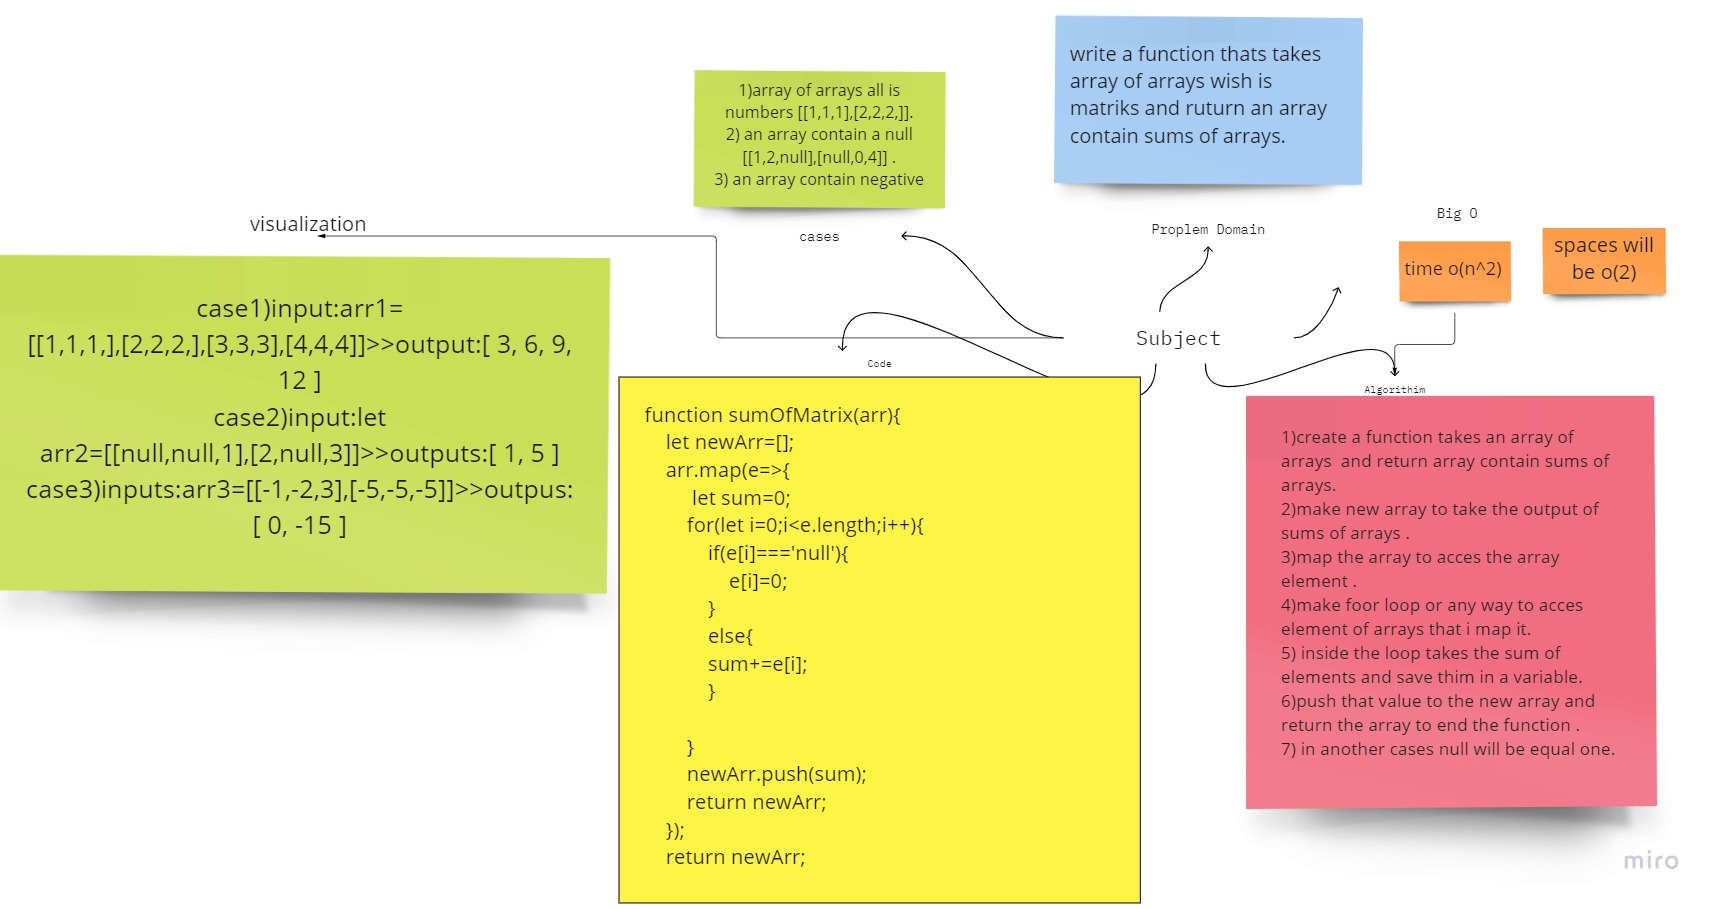 write a function thats takes
array of arrays wish is
matriks and ruturn an array
contain sums of arrays.
1)array of arrays all is
numbers [[1,1,1],[2,2,2,]].
2) an array contain a null
[[1,2,null],[null,0,4]] .
3) an array contain negative
Big O
visualization
cases
Proplem Domain
time o(n^2)
spaces will
be o(2)
case1)input:arr1=
[[1,1,1,],[2,2,2,],[3,3,3],[4,4,4]]>>output:[ 3, 6, 9,
12 ]
case2)input:let
arr2=[[null,null,1],[2,null,3]]>>outputs:[ 1, 5 ]
case3)inputs:arr3=[[-1,-2,3],[-5,-5,-5]]>>outpus:
[ 0, -15 ]
Subject
Code
function sumOfMatrix(arr){
let newArr=[];
arr.map(e=>{
let sum=0;
for(let i=0;i<e.length;i++){
if(e[i]==='null'){
e[i]=0;
}
else{
sum+=e[i];
}
}
newArr.push(sum);
return newArr;
});
return newArr;
Algorithim
1)create a function takes an array of
arrays  and return array contain sums of
arrays.
2)make new array to take the output of
sums of arrays .
3)map the array to acces the array
element .
4)make foor loop or any way to acces
element of arrays that i map it.
5) inside the loop takes the sum of
elements and save thim in a variable.
6)push that value to the new array and
return the array to end the function .
7) in another cases null will be equal one.
miro